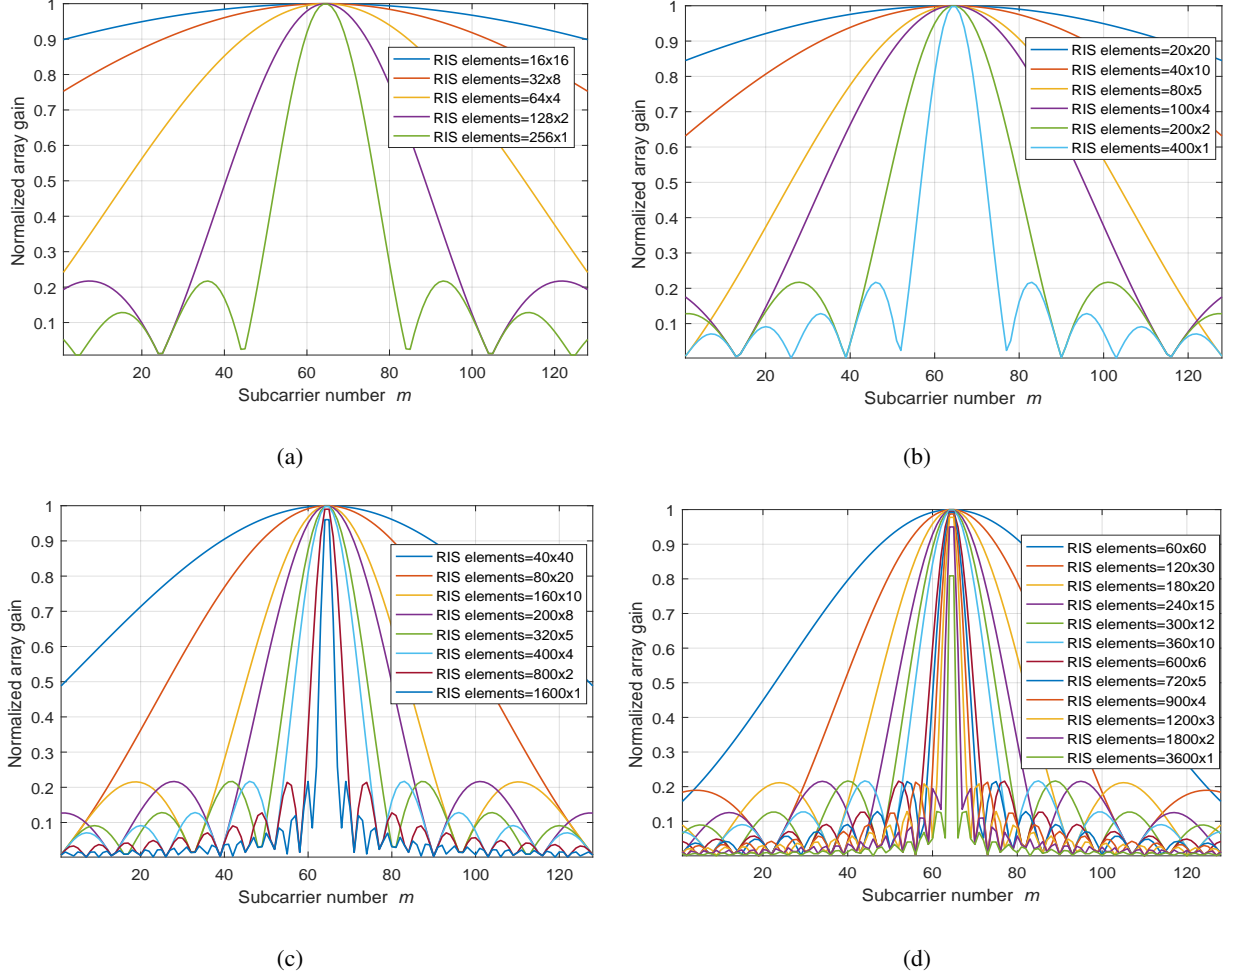 1
0.9
0.8
0.7
0.6
0.5
0.4
0.3
0.2
0.1
20
40
60
80
100
120
Normalized array gain
Subcarrier number m
RIS elements=16x16
RIS elements=32x8
RIS elements=64x4
RIS elements=128x2
RIS elements=256x1
(a)
1
0.9
0.8
0.7
0.6
0.5
0.4
0.3
0.2
0.1
20
40
60
80
100
120
Normalized array gain
Subcarrier number m
RIS elements=20x20
RIS elements=40x10
RIS elements=80x5
RIS elements=100x4
RIS elements=200x2
RIS elements=400x1
(b)
1
0.9
0.8
0.7
0.6
0.5
0.4
0.3
0.2
0.1
20
40
60
80
100
120
Normalized array gain
Subcarrier number m
RIS elements=40x40
RIS elements=80x20
RIS elements=160x10
RIS elements=200x8
RIS elements=320x5
RIS elements=400x4
RIS elements=800x2
RIS elements=1600x1
(c)
1
0.9
0.8
0.7
0.6
0.5
0.4
0.3
0.2
0.1
20
40
60
80
100
120
Normalized array gain
Subcarrier number m
RIS elements=60x60
RIS elements=120x30
RIS elements=180x20
RIS elements=240x15
RIS elements=300x12
RIS elements=360x10
RIS elements=600x6
RIS elements=720x5
RIS elements=900x4
RIS elements=1200x3
RIS elements=1800x2
RIS elements=3600x1
(d)